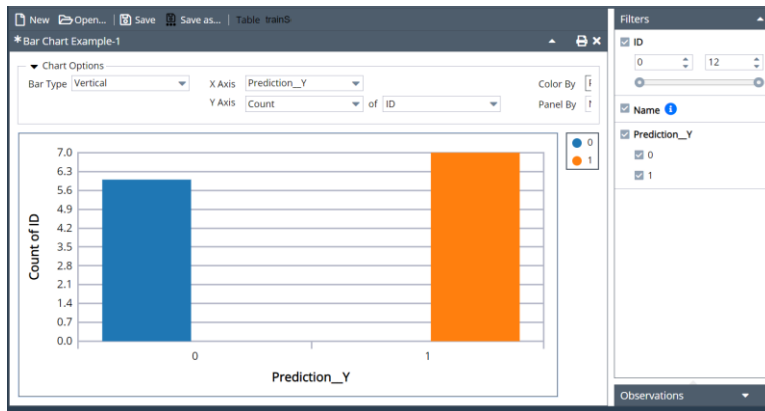 New Open... Save Save as... Table trainS
*Bar Chart Example-1
Chart Options
Bar Type Vertical X Axis Prediction__Y Color By
Y Axis Count of ID Panel By
7.0
6.3
5.6
4.9
4.2
3.5
2.8
2.1
1.4
0.7
0.0
Count of ID
0 1
Prediction__Y
0
1
Filters
ID
0 12
Name
Prediction__Y
0
1
Observations